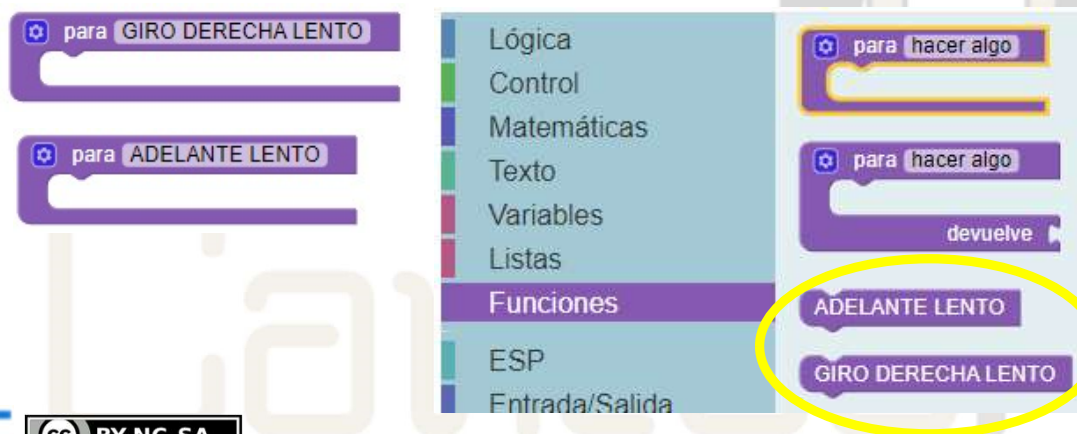 para GIRO DERECHA LENTO
para ADELANTE LENTO
Lógica
Control
Matemáticas
Texto
Variables
Listas
Funciones
ESP
Entrada/Salida
para hacer algo
para hacer algo
devuelve
ADELANTE LENTO
GIRO DERECHA LENTO
cc BY-NC-SA